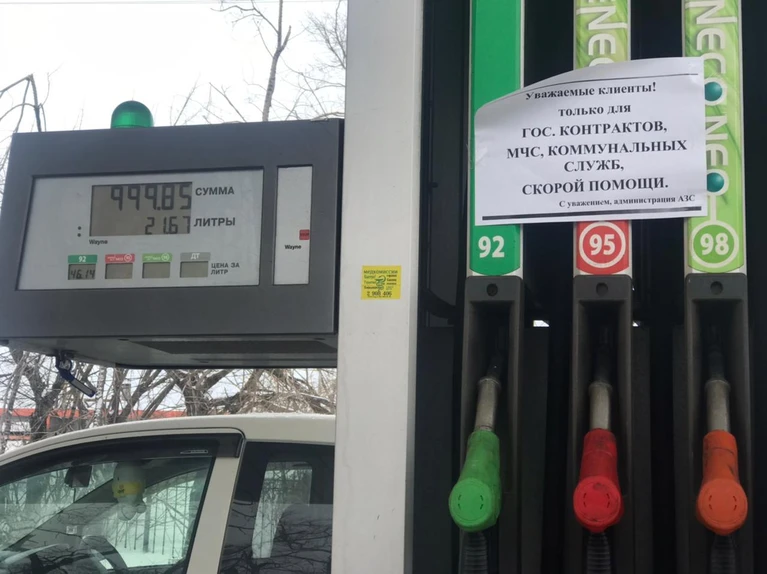 999.85 СУММА
21.67 ЛИТРЫ
Wayne
Wayne
92
ДТ
46.14
ЦЕНА ЗА
ЛИТР
NEO
NEO
NEO
Уважаемые клиенты!
только для
ГОС. КОНТРАКТОВ,
МЧС, КОММУНАЛЬНЫХ
СЛУЖБ,
СКОРОЙ ПОМОЩИ.
С уважением, администрация АЗС
92
95
98